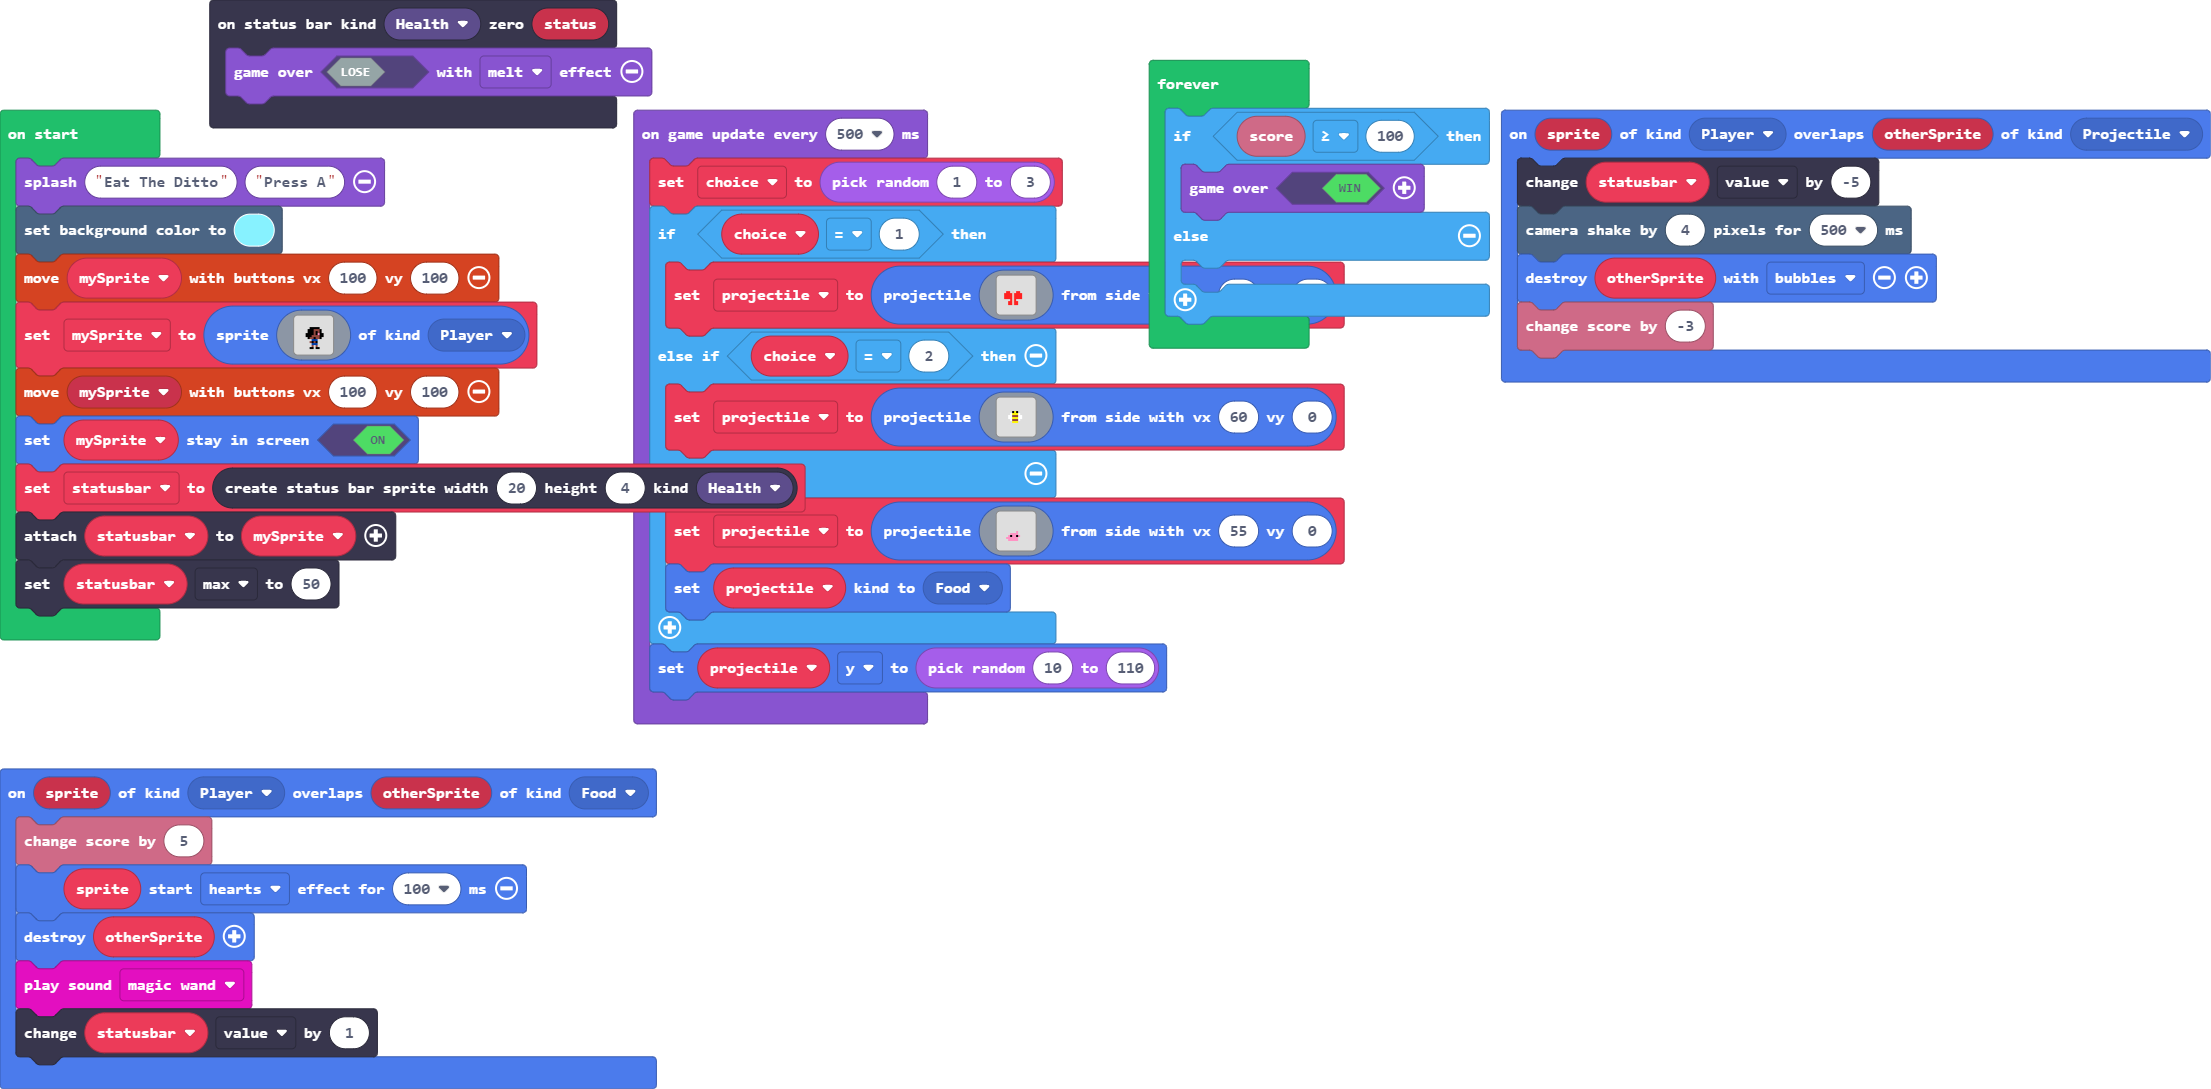 on status bar kind Health zero status
game over LOSE with melt effect
on start
splash "Eat The Ditto" "Press A"
set background color to
move mySprite with buttons vx 100 vy 100
set mySprite to sprite of kind Player
move mySprite with buttons vx 100 vy 100
set mySprite stay in screen ON
set statusbar to create status bar sprite width 20 height 4 kind Health
attach statusbar to mySprite
set statusbar max to 50
on game update every 500 ms
set choice to pick random 1 to 3
if choice = 1 then
set projectile to projectile from side
else if choice = 2 then
set projectile to projectile from side with vx 60 vy 0
set projectile to projectile from side with vx 55 vy 0
set projectile kind to Food
set projectile y to pick random 10 to 110
forever
if score ≥ 100 then
game over WIN
else
on sprite of kind Player overlaps otherSprite of kind Projectile
change statusbar value by -5
camera shake by 4 pixels for 500 ms
destroy otherSprite with bubbles
change score by -3
on sprite of kind Player overlaps otherSprite of kind Food
change score by 5
sprite start hearts effect for 100 ms
destroy otherSprite
play sound magic wand
change statusbar value by 1